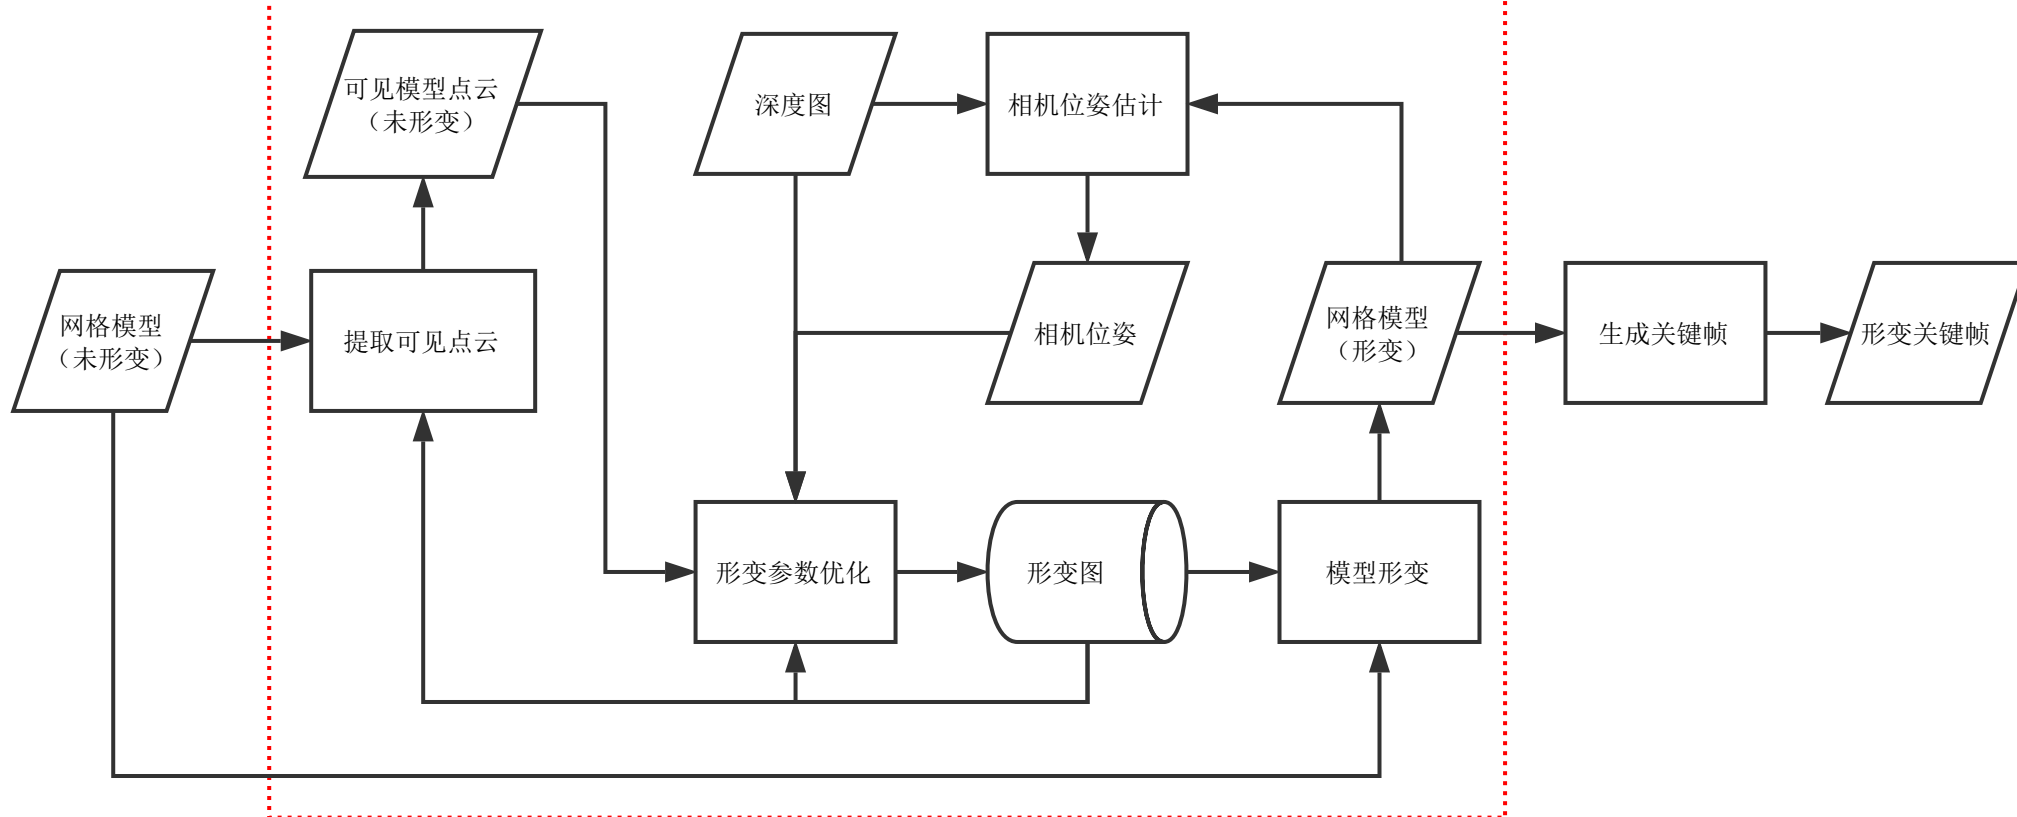 可见模型点云
（未形变）
深度图
相机位姿估计
网格模型
（未形变）
提取可见点云
相机位姿
网格模型
（形变）
生成关键帧
形变关键帧
形变参数优化
形变图
模型形变